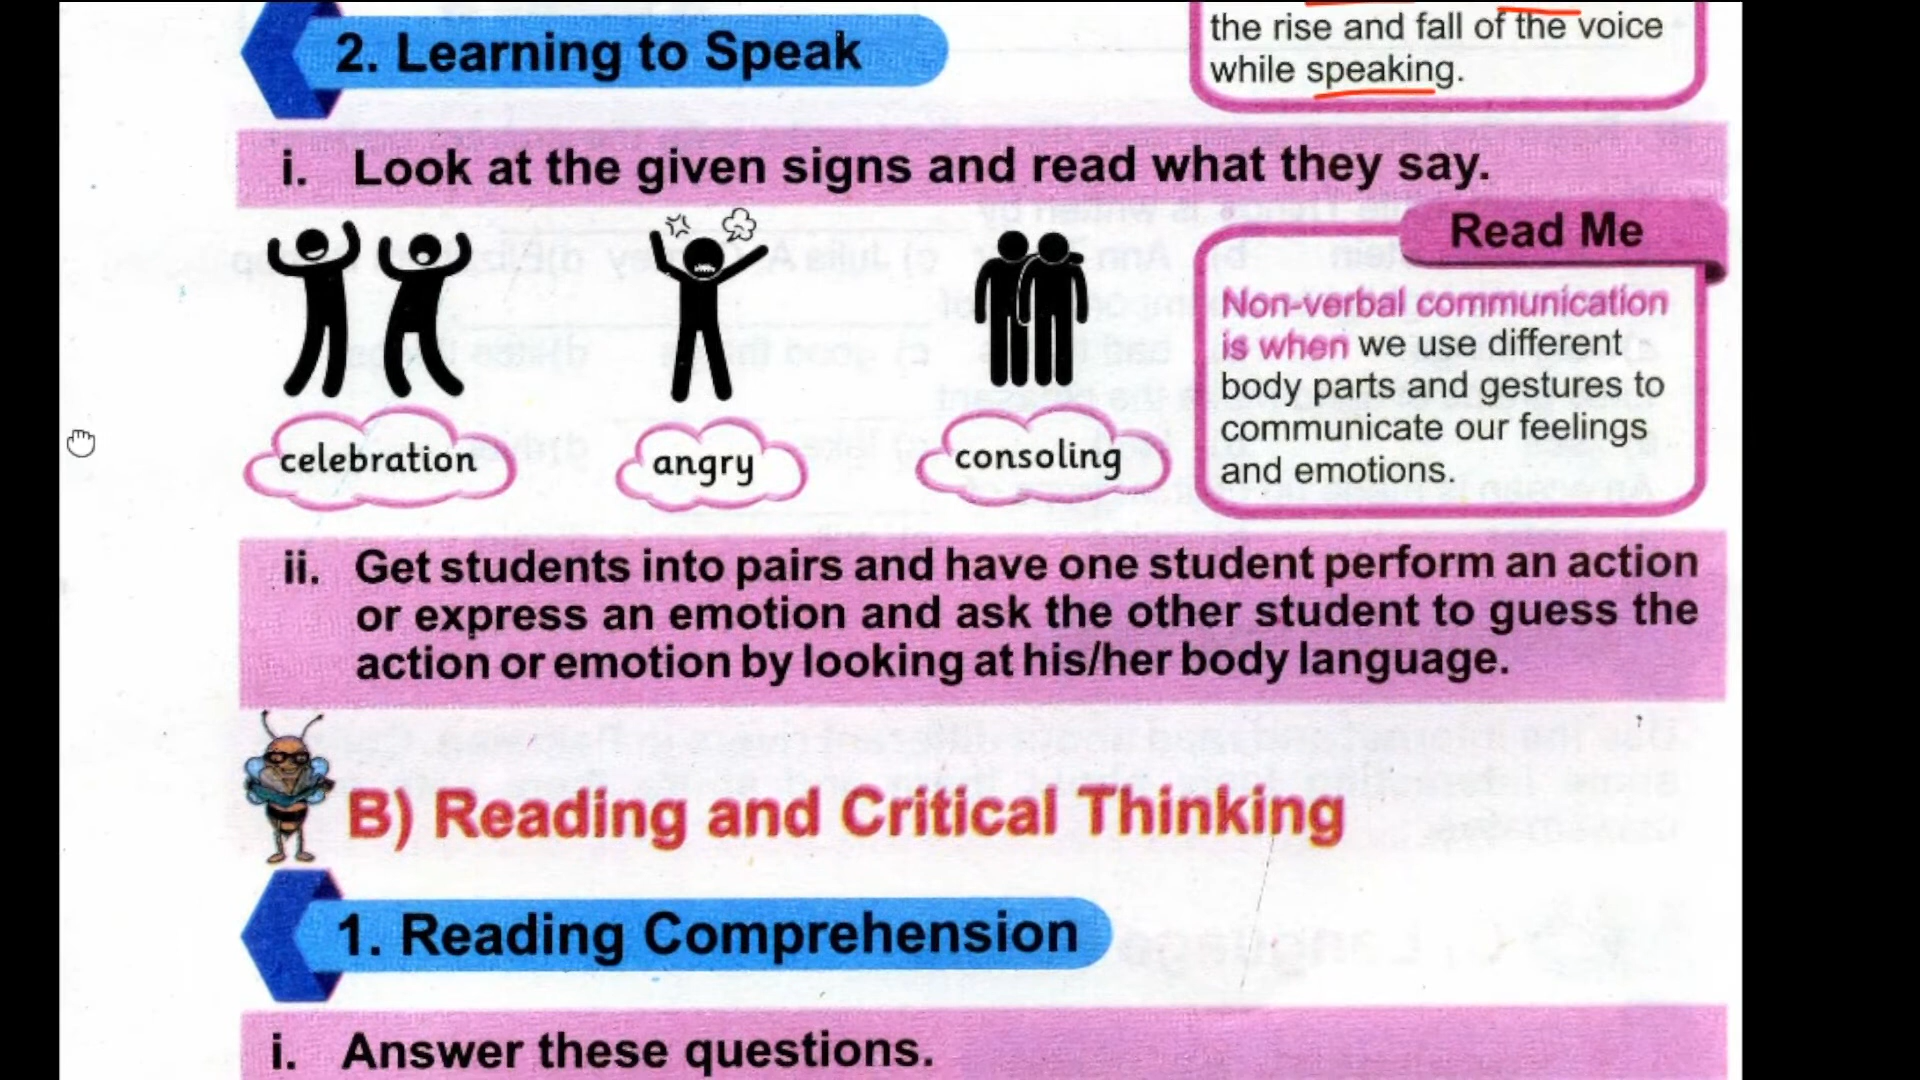 the rise and fall of the voice
while speaking.
2. Learning to Speak
i. Look at the given signs and read what they say.
Read Me
Non-verbal communication
is when we use different
body parts and gestures to
communicate our feelings
and emotions.
celebration
angry
consoling
ii. Get students into pairs and have one student perform an action
or express an emotion and ask the other student to guess the
action or emotion by looking at his/her body language.
B) Reading and Critical Thinking
1. Reading Comprehension
i. Answer these questions.